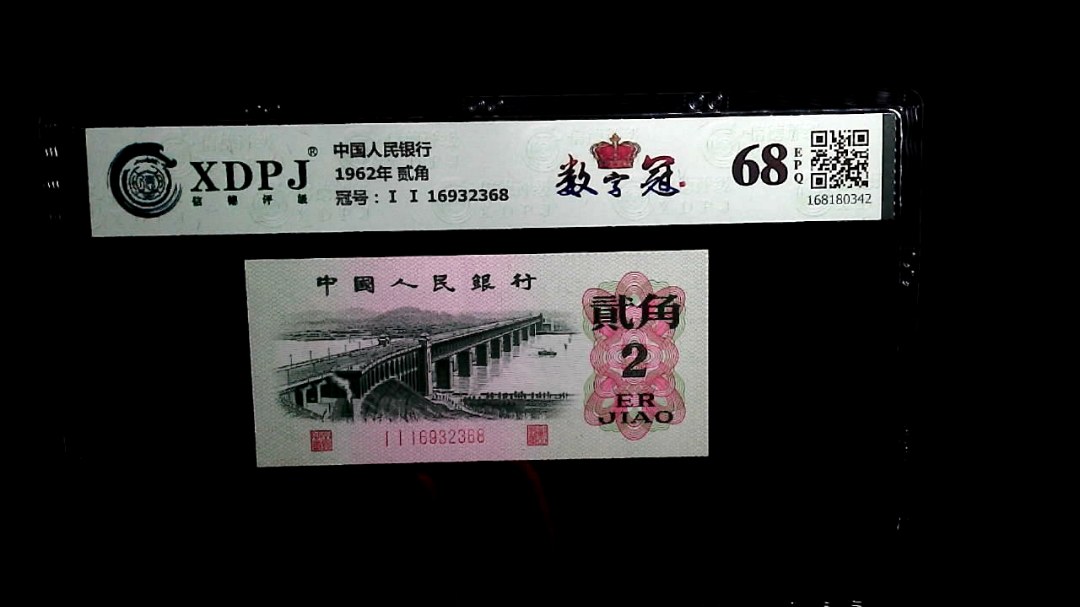 XDPJ®
信德评级
中国人民银行
1962年 贰角
冠号：I I 16932368
数字冠
68
EPQ
168180342
中國人民銀行
貳角
2
ER
JIAO
I I 16932368